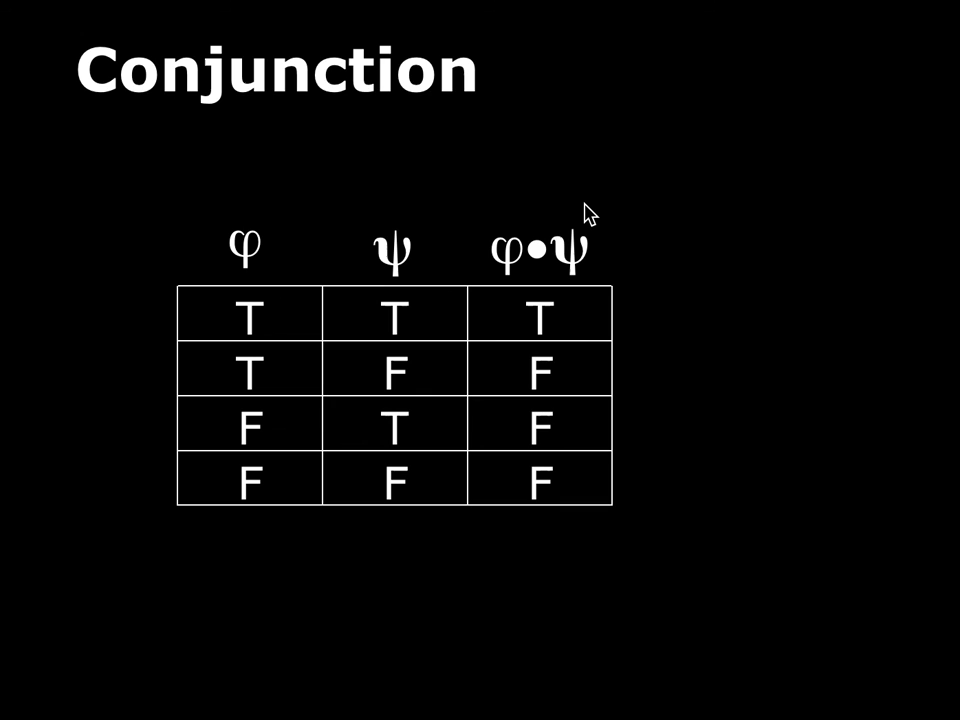 Conjunction
φ ψ φ•ψ
T T T
T F F
F T F
F F F